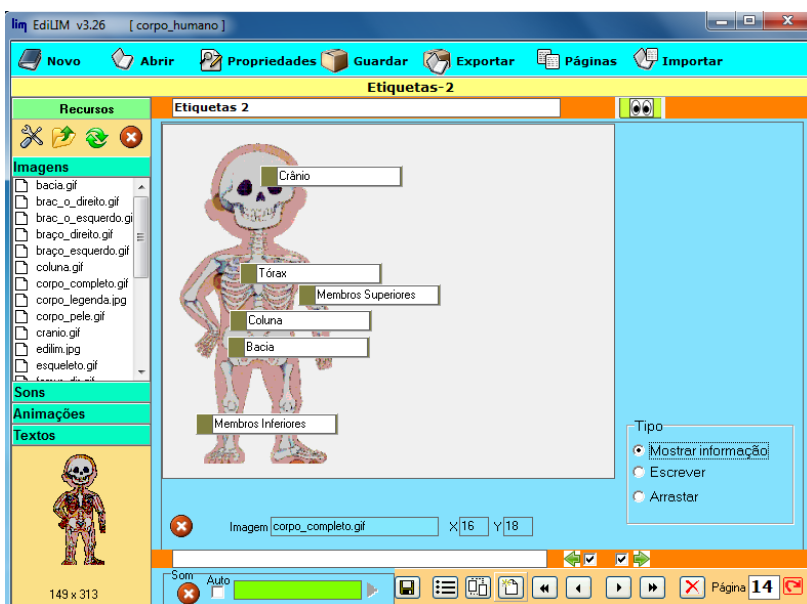 lim EdiLIM v3.26 [ corpo_humano ]
Novo Abrir Propriedades Guardar Exportar Páginas Importar
Etiquetas-2
Recursos
Etiquetas 2
Imagens
bacia.gif
brac_o_direito.gif
brac_o_esquerdo.gi
braço_direito.gif
braço_esquerdo.gif
coluna.gif
corpo_completo.gif
corpo_legenda.jpg
corpo_pele.gif
cranio.gif
edilim.jpg
esqueleto.gif
Sons
Animações
Textos
149 x 313
Crânio
Tórax
Membros Superiores
Coluna
Bacia
Membros Inferiores
Tipo
Mostrar informação
Escrever
Arrastar
Imagem corpo_completo.gif X 16 Y 18
Som Auto
Página 14